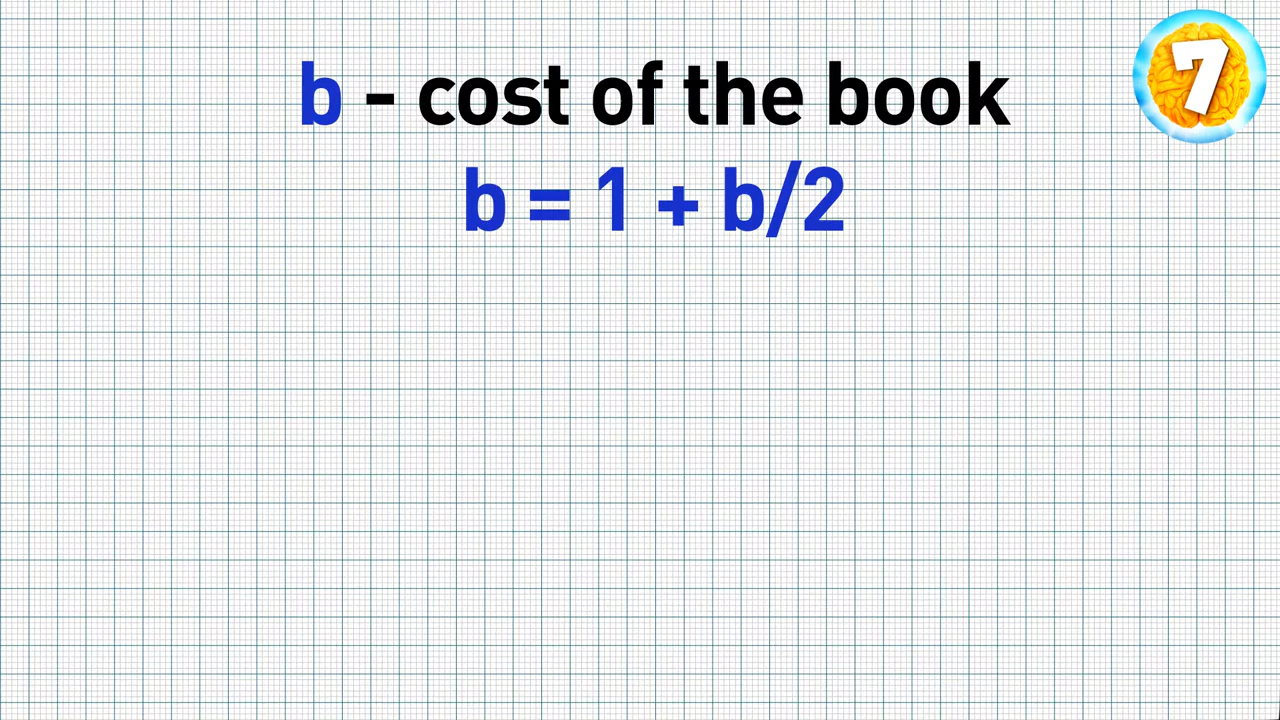 b - cost of the book
7
b = 1 + b/2